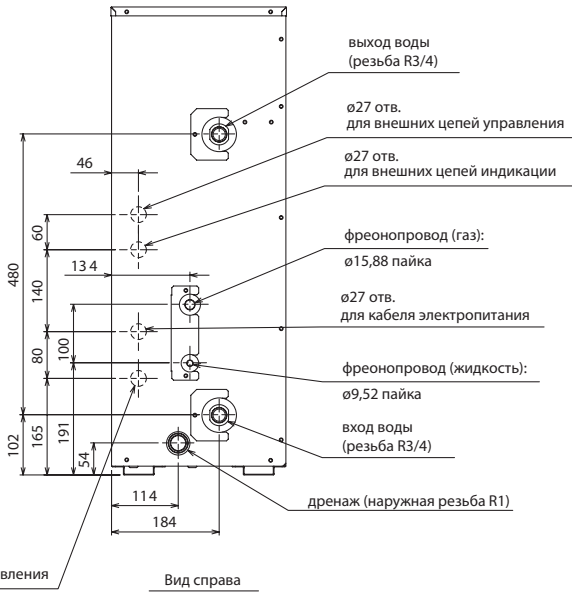 выход воды
(резьба R3/4)
ø27 отв.
для внешних цепей управления
ø27 отв.
для внешних цепей индикации
фреонопровод (газ):
ø15,88 пайка
ø27 отв.
для кабеля электропитания
фреонопровод (жидкость):
ø9,52 пайка
вход воды
(резьба R3/4)
дренаж (наружная резьба R1)
46
60
480
13 4
140
100
80
102
165
191
54
114
184
вления
Вид справа